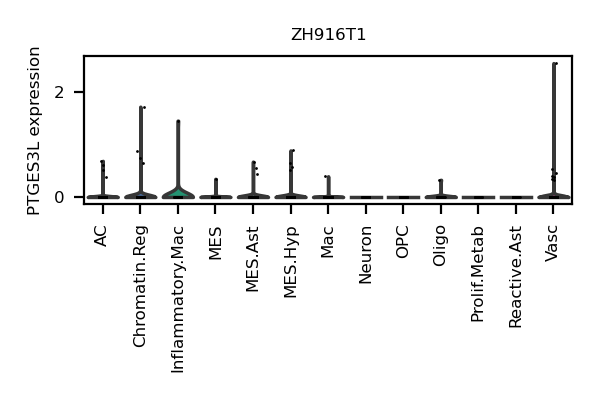 ZH916T1
PTGES3L expression
2
0
AC
Chromatin.Reg
Inflammatory.Mac
MES
MES.Ast
MES.Hyp
Mac
Neuron
OPC
Oligo
Prolif.Metab
Reactive.Ast
Vasc